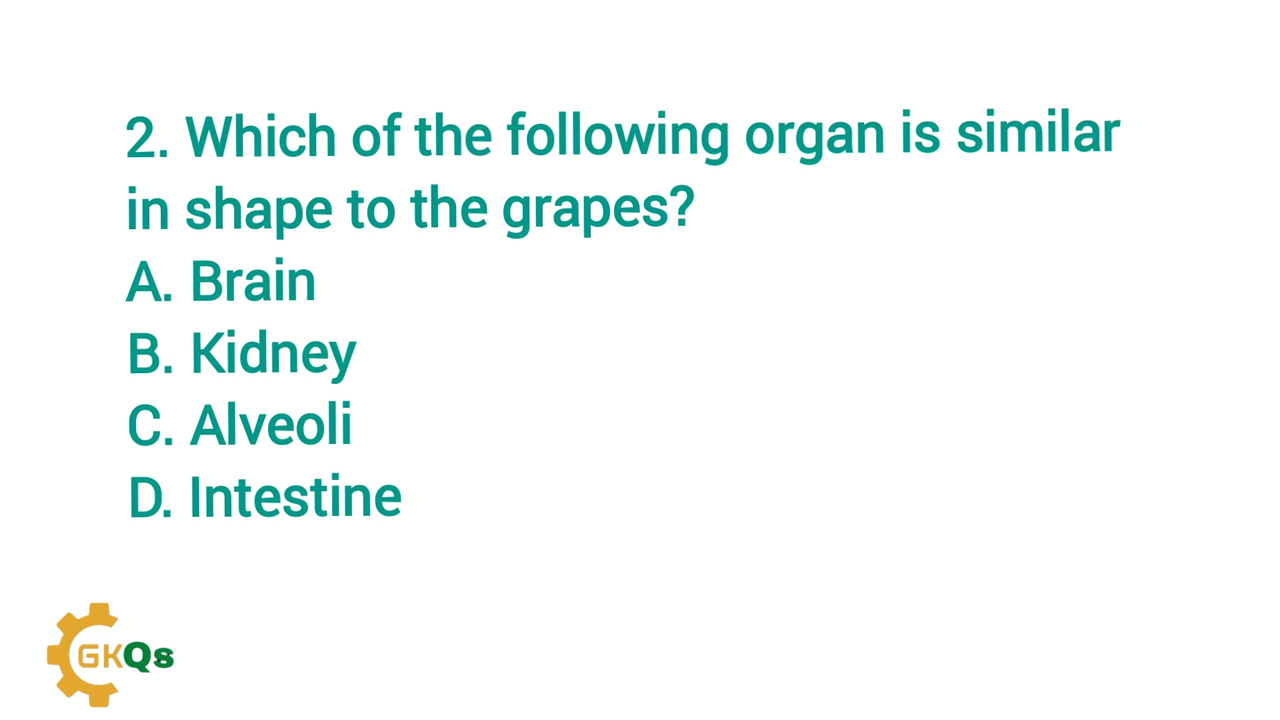 2. Which of the following organ is similar
in shape to the grapes?
A. Brain
B. Kidney
C. Alveoli
D. Intestine
GKQs